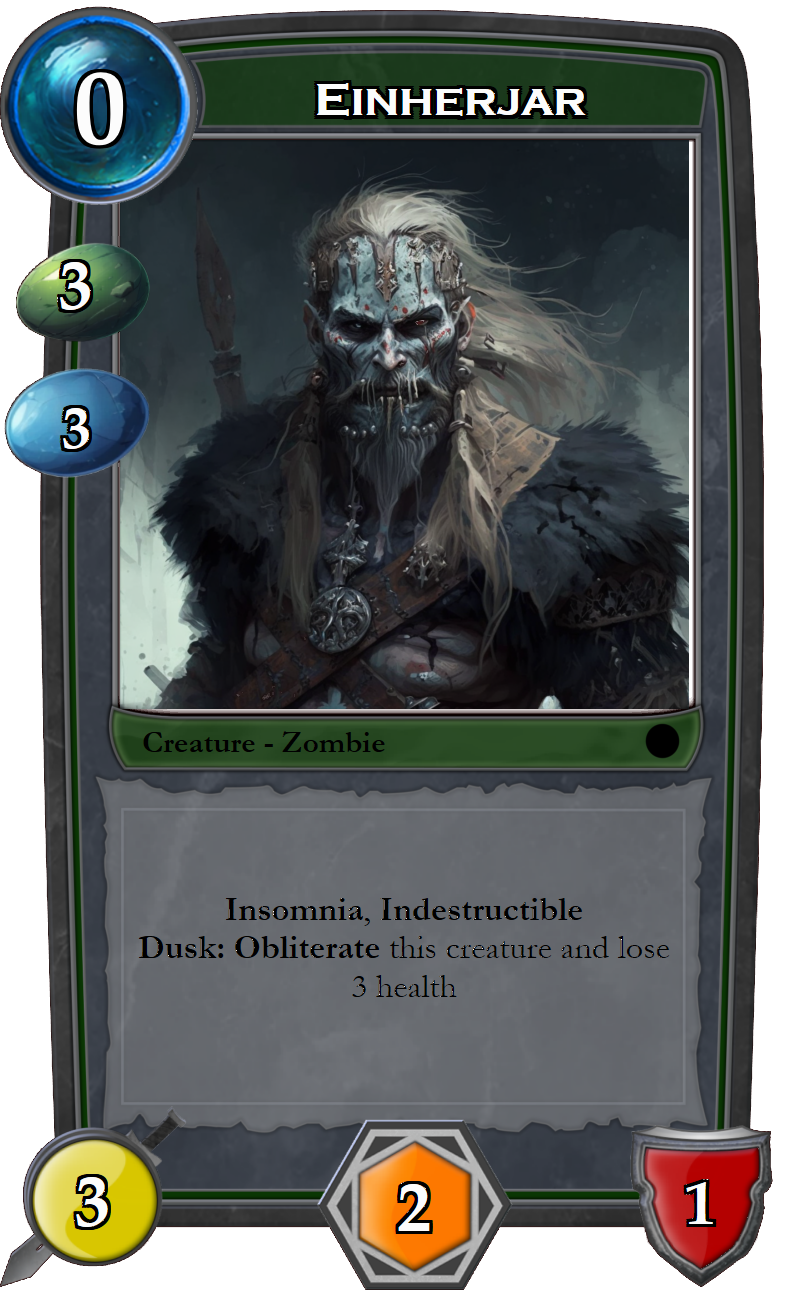 0
Einherjar
3
3
Creature - Zombie
Insomnia, Indestructible
Dusk: Obliterate this creature and lose
3 health
3
2
1